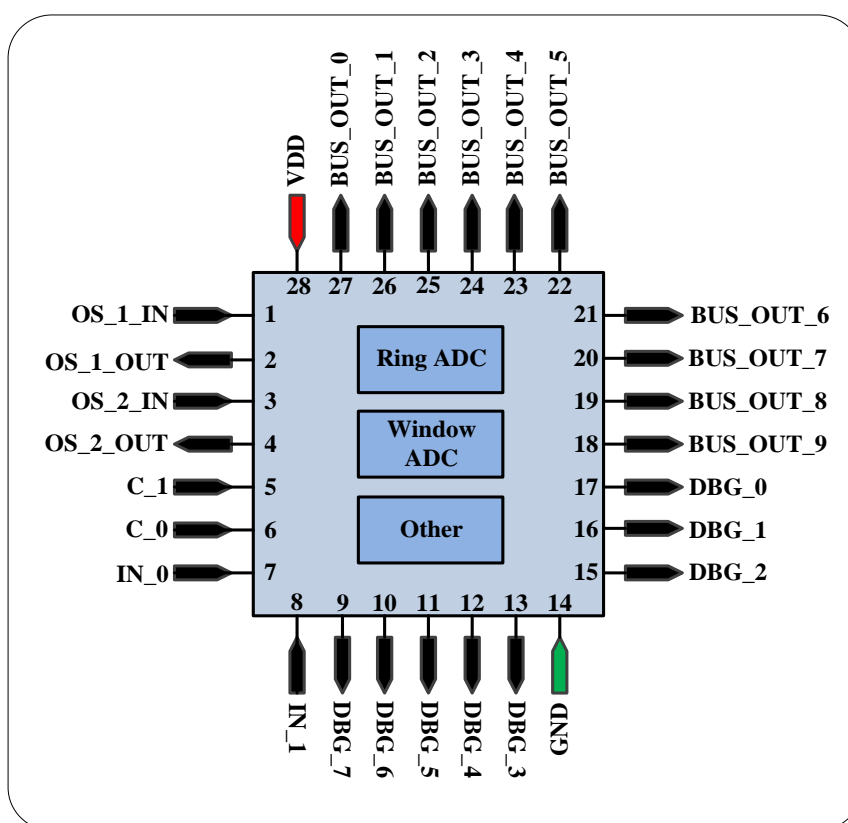 VDD
BUS_OUT_0
BUS_OUT_1
BUS_OUT_2
BUS_OUT_3
BUS_OUT_4
BUS_OUT_5
28
27
26
25
24
23
22
OS_1_IN
1
OS_1_OUT
2
OS_2_IN
3
OS_2_OUT
4
C_1
5
C_0
6
IN_0
7
Ring ADC
Window
ADC
Other
21
BUS_OUT_6
20
BUS_OUT_7
19
BUS_OUT_8
18
BUS_OUT_9
17
DBG_0
16
DBG_1
15
DBG_2
8
9
10
11
12
13
14
IN_1
DBG_7
DBG_6
DBG_5
DBG_4
DBG_3
GND